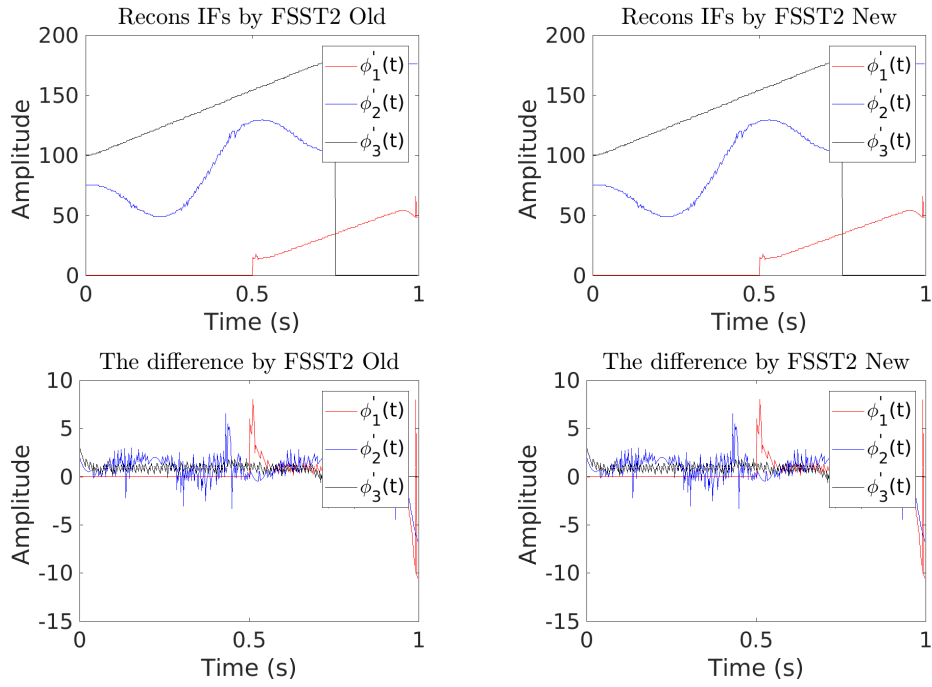 Recons IFs by FSST2 Old
200
150
100
50
0
0
0.5
1
Amplitude
Time (s)
ϕ'1(t)
ϕ'2(t)
ϕ'3(t)
Recons IFs by FSST2 New
200
150
100
50
0
0
0.5
1
Amplitude
Time (s)
ϕ'1(t)
ϕ'2(t)
ϕ'3(t)
The difference by FSST2 Old
10
5
0
-5
-10
-15
0
0.5
1
Amplitude
Time (s)
ϕ'1(t)
ϕ'2(t)
ϕ'3(t)
The difference by FSST2 New
10
5
0
-5
-10
-15
0
0.5
1
Amplitude
Time (s)
ϕ'1(t)
ϕ'2(t)
ϕ'3(t)